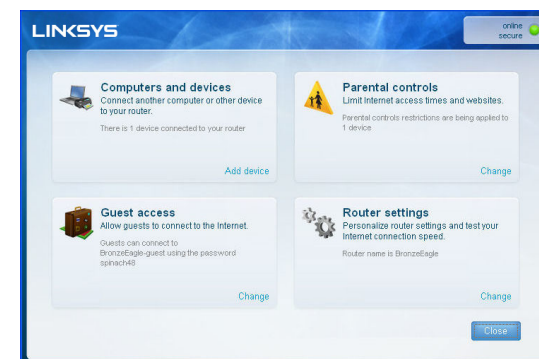 LINKSYS
online
secure
Computers and devices
Connect another computer or other device
to your router.
There is 1 device connected to your router
Add device
Parental controls
Limit Internet access times and websites.
Parental controls restrictions are being applied to
1 device
Change
Guest access
Allow guests to connect to the Internet.
Guests can connect to
BronzeEagle-guest using the password
spinach48
Change
Router settings
Personalize router settings and test your
Internet connection speed.
Router name is BronzeEagle
Change
Close